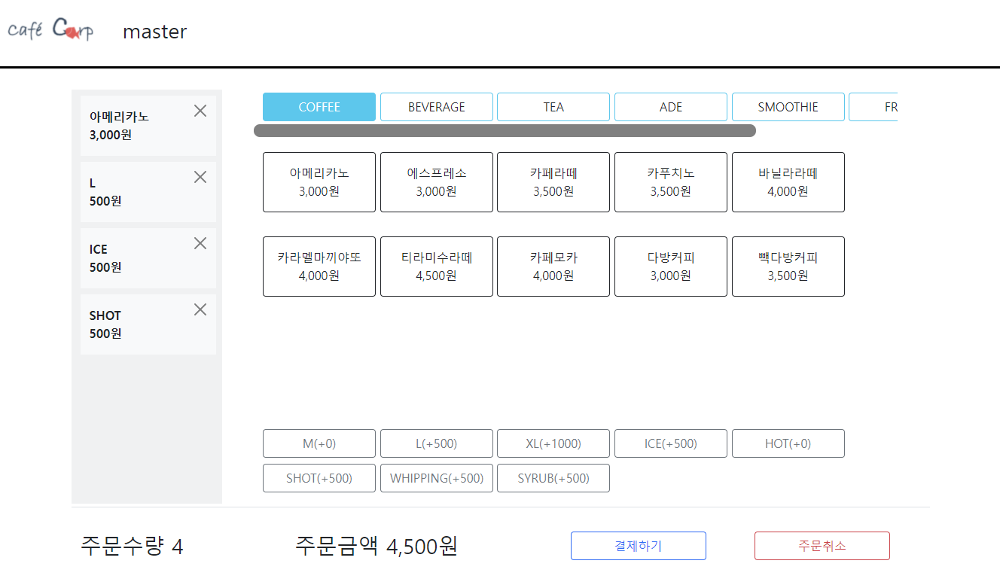 café Carp
master
아메리카노
3,000원
L
500원
ICE
500원
SHOT
500원
COFFEE BEVERAGE TEA ADE SMOOTHIE FR
아메리카노 에스프레소 카페라떼 카푸치노 바닐라라떼
3,000원 3,000원 3,500원 3,500원 4,000원
카라멜마끼야또 티라미수라떼 카페모카 다방커피 빽다방커피
4,000원 4,500원 4,000원 3,000원 3,500원
M(+0) L(+500) XL(+1000) ICE(+500) HOT(+0)
SHOT(+500) WHIPPING(+500) SYRUB(+500)
주문수량 4 주문금액 4,500원 결제하기 주문취소